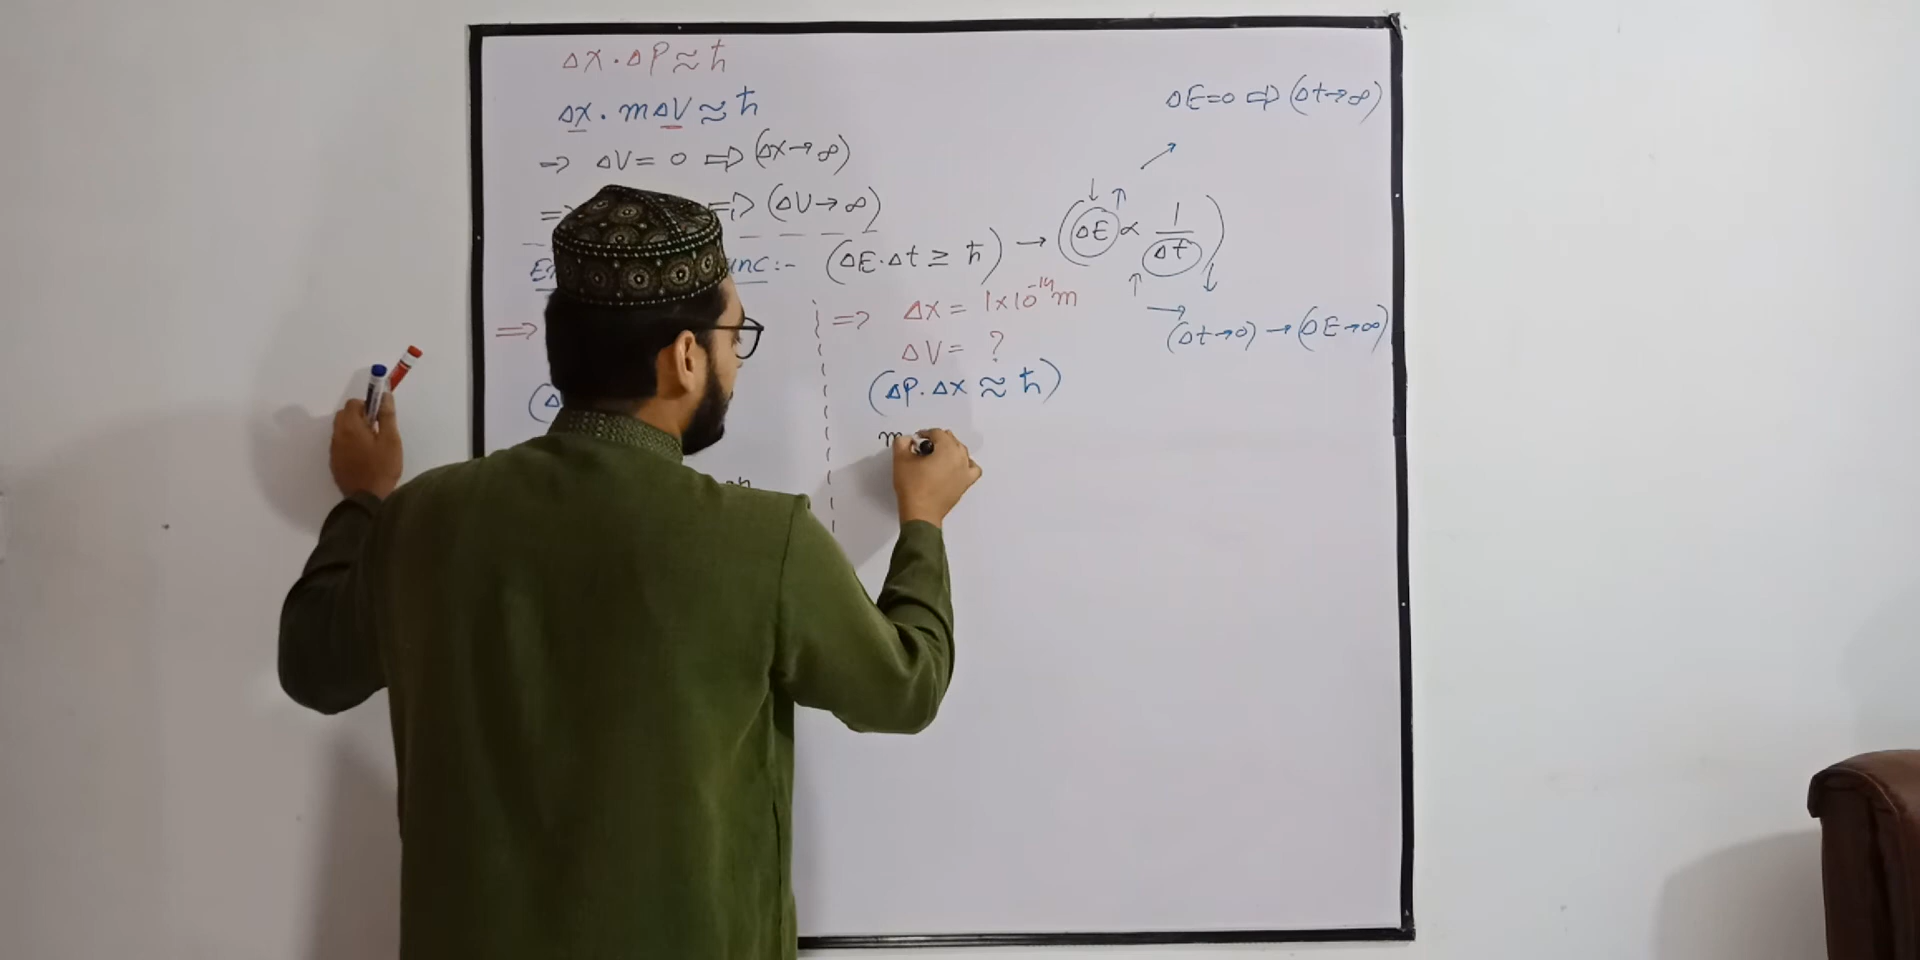 Δx · Δp ≈ ħ
Δx · mΔV ≈ ħ
⇒ ΔV = 0 ⇒ (Δx → ∞)
⇒ (ΔV → ∞)
(ΔE · Δt ≥ ħ) → (ΔE ∝ 1/Δt)
ΔE = 0 ⇒ (Δt → ∞)
(Δt → 0) → (ΔE → ∞)
⇒ Δx = 1×10⁻¹⁴ m
ΔV = ?
(Δp · Δx ≈ ħ)
m